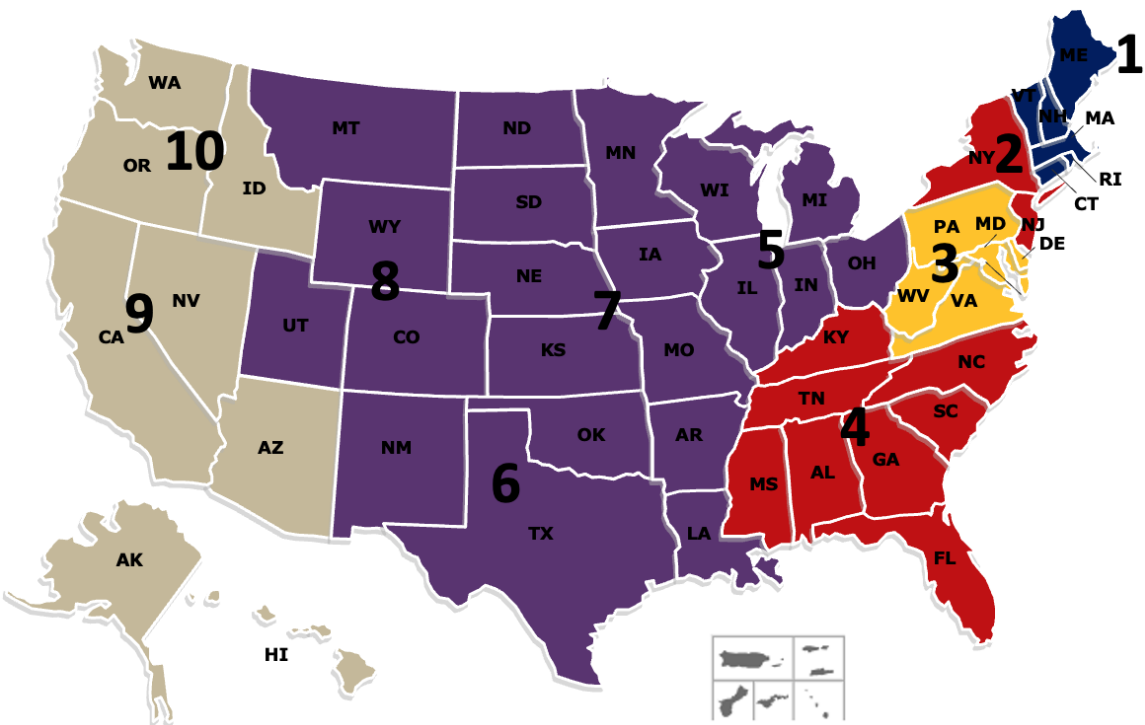 ME
1
WA
VT
NH
MA
MT
ND
MN
OR
10
NY
2
RI
ID
WI
MI
CT
SD
WY
PA
MD
NJ
DE
IA
5
OH
3
8
NE
IL
IN
WV
VA
NV
9
7
CA
UT
CO
KS
MO
KY
NC
TN
SC
4
AZ
NM
OK
AR
GA
AL
MS
6
TX
LA
AK
FL
HI